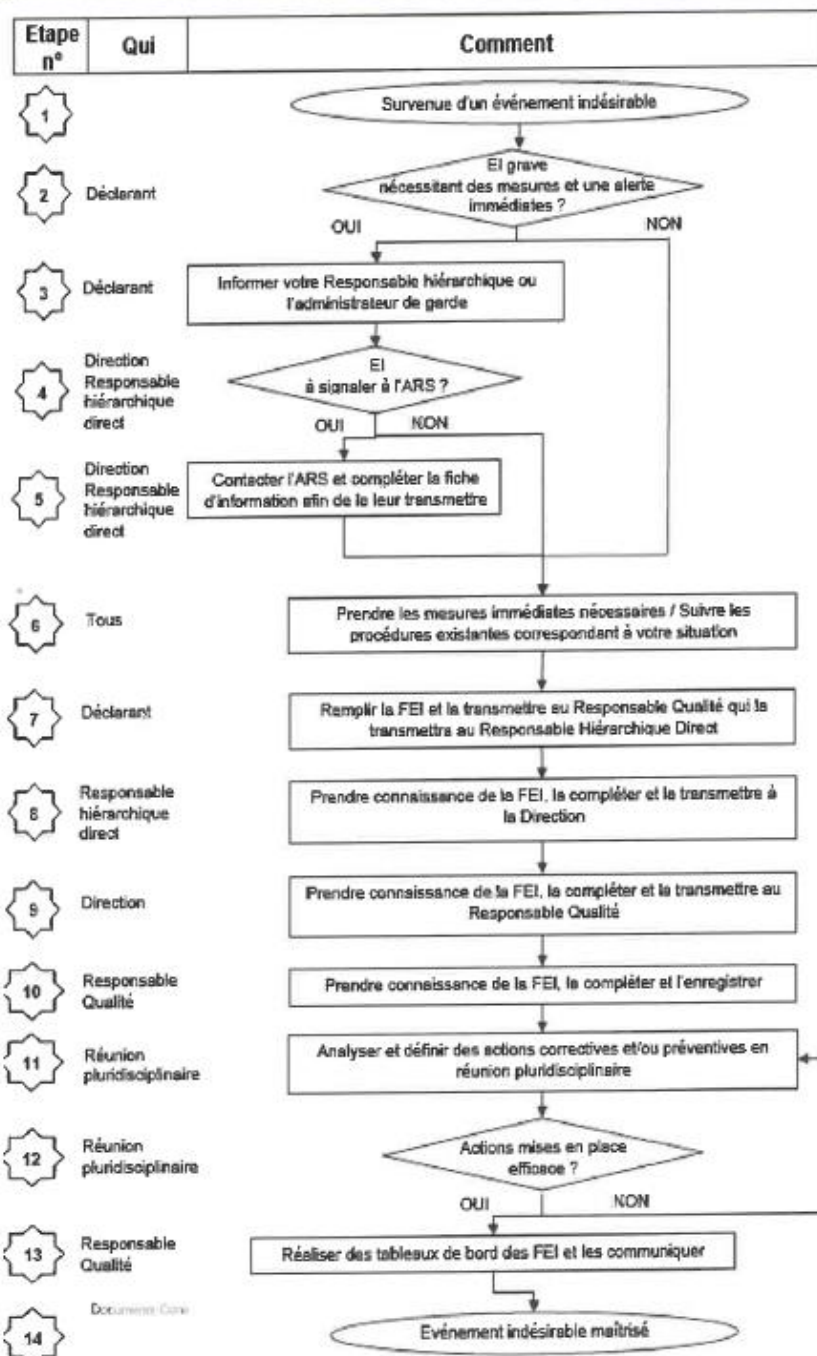 Etape n°
Qui
Comment
1
Survenue d'un événement indésirable
2
Déclarant
EI grave
nécessitant des mesures et une alerte
immédiates ?
OUI
NON
3
Déclarant
Informer votre Responsable hiérarchique ou
l'administrateur de garde
4
Direction
Responsable
hiérarchique
direct
EI
à signaler à l'ARS ?
OUI
NON
5
Direction
Responsable
hiérarchique
direct
Contacter l'ARS et compléter la fiche
d'information afin de le leur transmettre
6
Tous
Prendre les mesures immédiates nécessaires / Suivre les
procédures existantes correspondant à votre situation
7
Déclarant
Remplir la FEI et la transmettre au Responsable Qualité qui la
transmettra au Responsable Hiérarchique Direct
8
Responsable
hiérarchique
direct
Prendre connaissance de la FEI, la compléter et la transmettre à
la Direction
9
Direction
Prendre connaissance de la FEI, la compléter et la transmettre au
Responsable Qualité
10
Responsable
Qualité
Prendre connaissance de la FEI, la compléter et l'enregistrer
11
Réunion
pluridisciplinaire
Analyser et définir des actions correctives et/ou préventives en
réunion pluridisciplinaire
12
Réunion
pluridisciplinaire
Actions mises en place
efficace ?
OUI
NON
13
Responsable
Qualité
Réaliser des tableaux de bord des FEI et les communiquer
14
Evénement indésirable maîtrisé